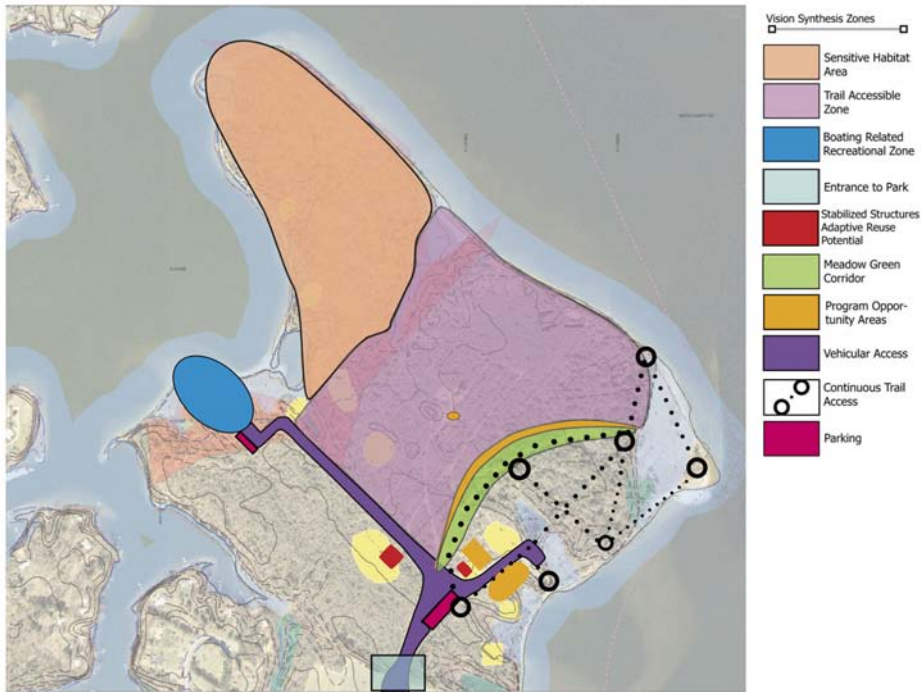 Vision Synthesis Zones
Sensitive Habitat
Area
Trail Accessible
Zone
Boating Related
Recreational Zone
Entrance to Park
Stabilized Structures
Adaptive Reuse
Potential
Meadow Green
Corridor
Program Oppor-
tunity Areas
Vehicular Access
Continuous Trail
Access
Parking